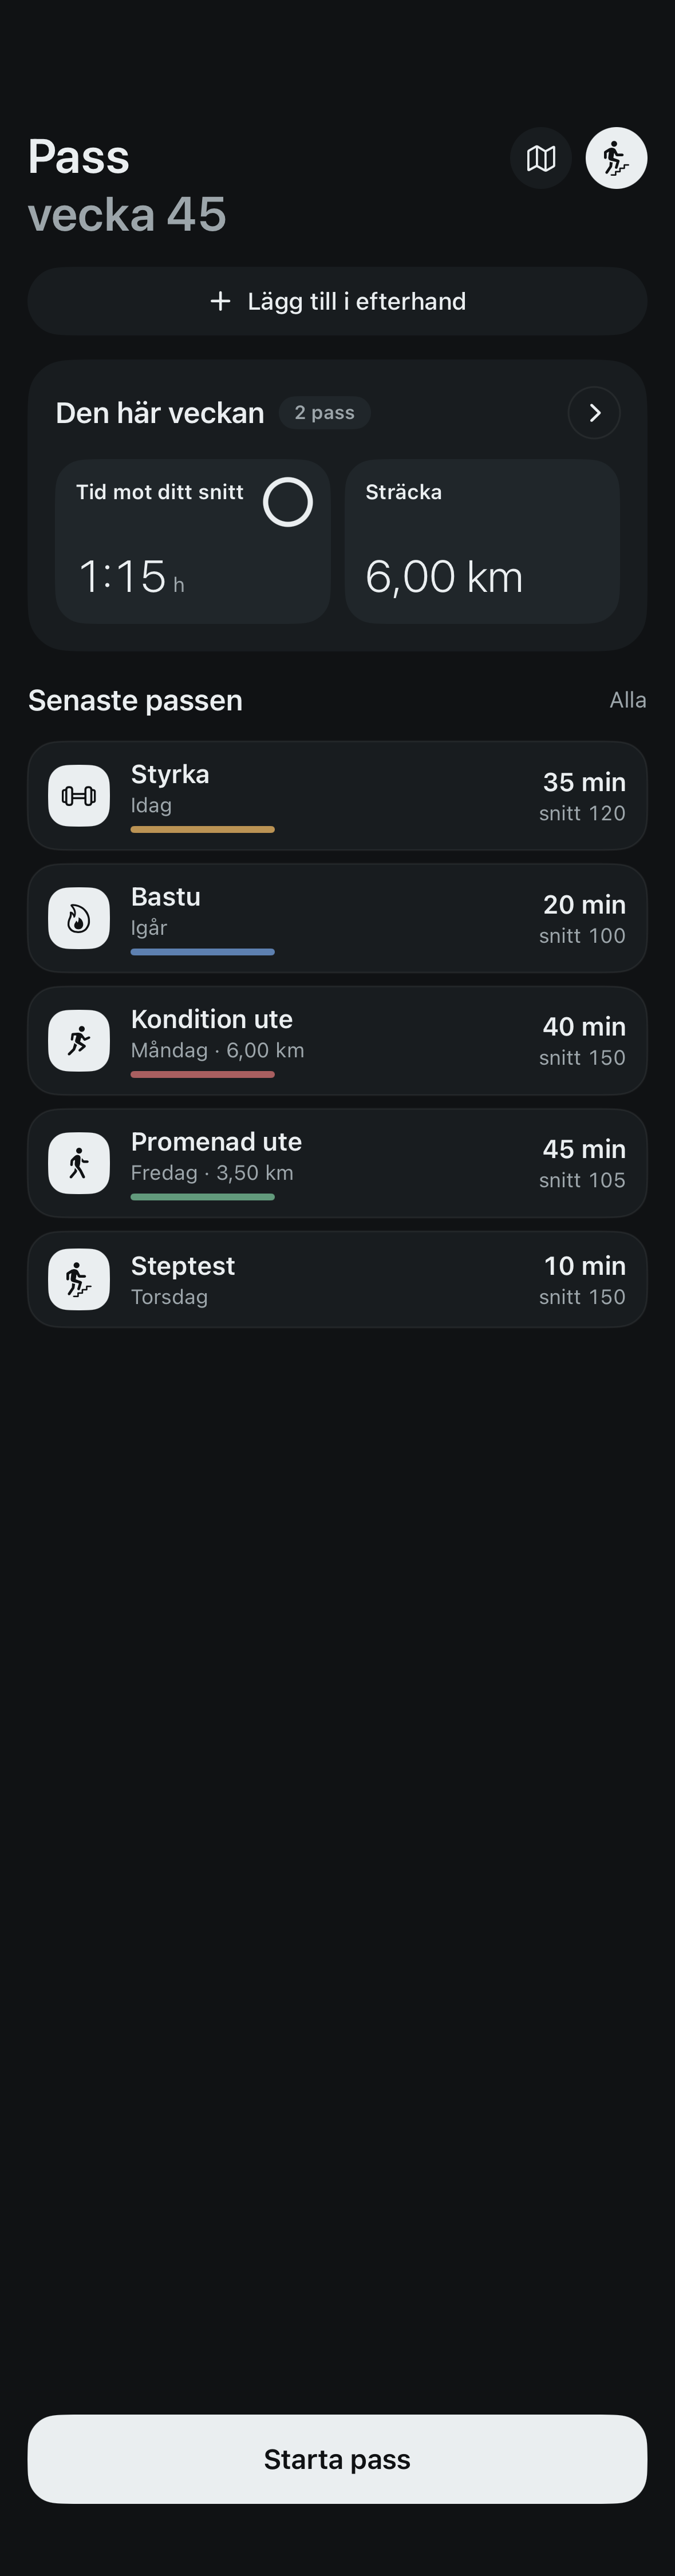 Pass
vecka 45
Lägg till i efterhand
Den här veckan
2 pass
Tid mot ditt snitt
1:15 h
Sträcka
6,00 km
Senaste passen
Alla
Styrka
Idag
35 min
snitt 120
Bastu
Igår
20 min
snitt 100
Kondition ute
Måndag · 6,00 km
40 min
snitt 150
Promenad ute
Fredag · 3,50 km
45 min
snitt 105
Steptest
Torsdag
10 min
snitt 150
Starta pass